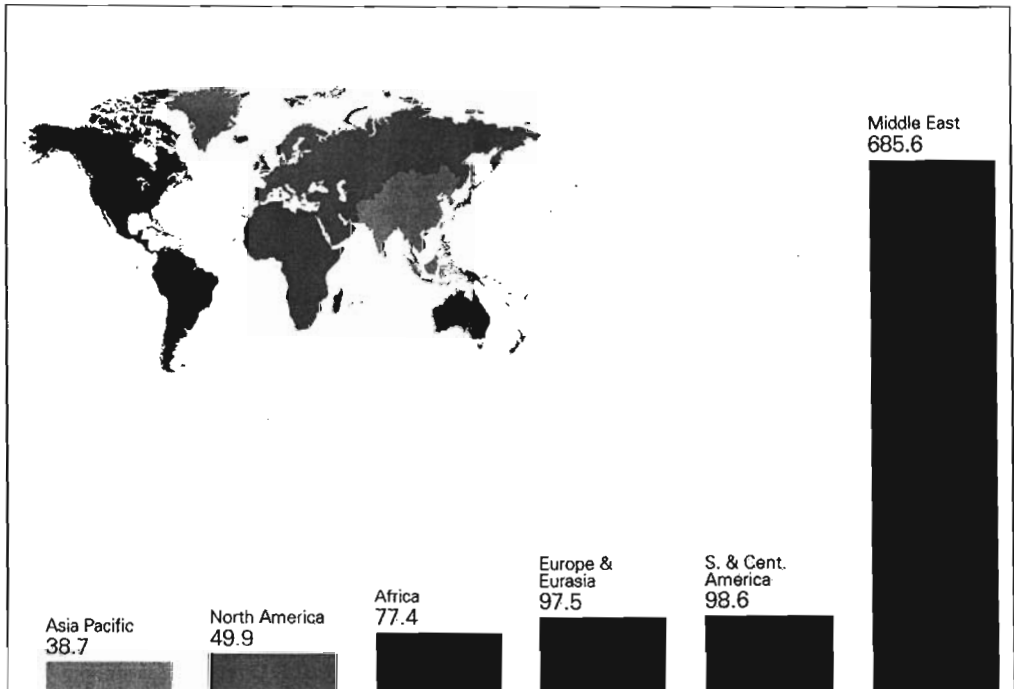 Middle East
685.6
Europe &
Eurasia
97.5
S. & Cent.
America
98.6
Africa
77.4
North America
49.9
Asia Pacific
38.7